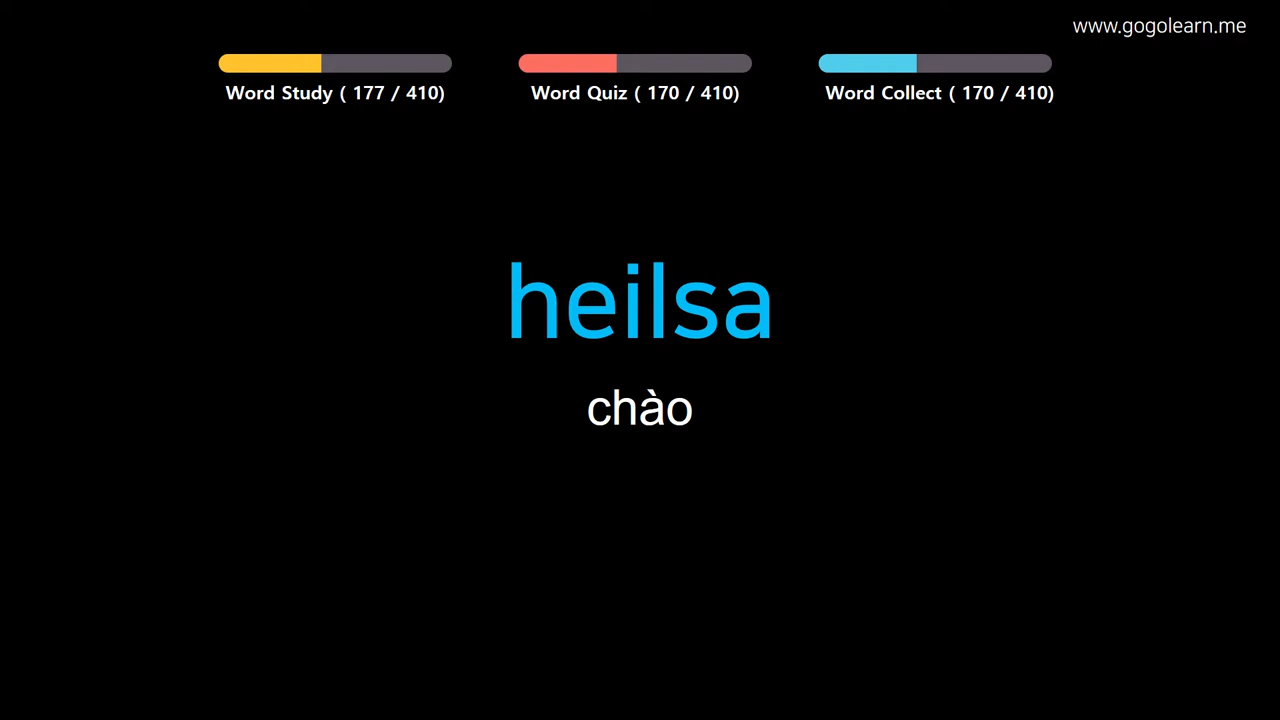 www.gogolearn.me
Word Study ( 177 / 410)
Word Quiz ( 170 / 410)
Word Collect ( 170 / 410)
heilsa
chào